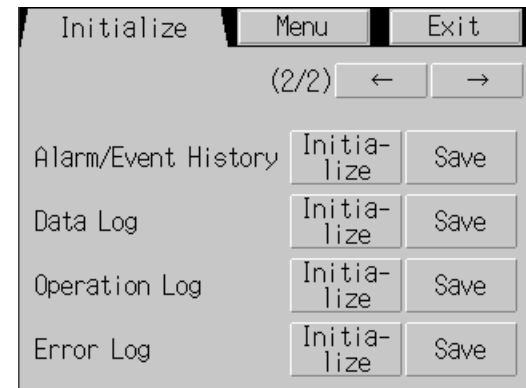 Initialize Menu Exit
(2/2) ← →
Alarm/Event History Initia-
lize Save
Data Log Initia-
lize Save
Operation Log Initia-
lize Save
Error Log Initia-
lize Save